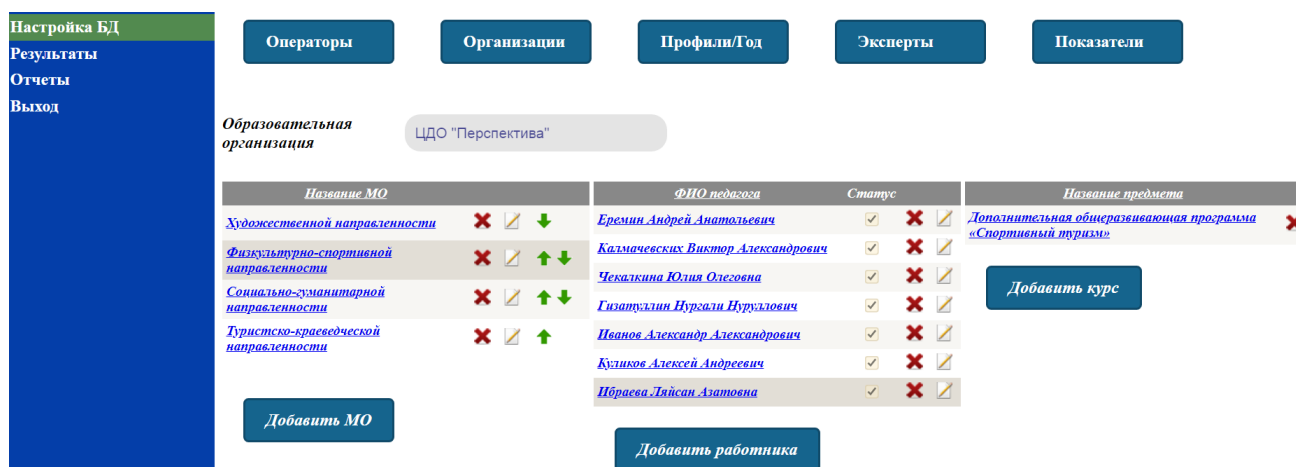 Настройка БД
Результаты
Отчеты
Выход
Операторы
Организации
Профили/Год
Эксперты
Показатели
Образовательная
организация
ЦДО "Перспектива"
Название МО
Художественной направленности
Физкультурно-спортивной
направленности
Социально-гуманитарной
направленности
Туристско-краеведческой
направленности
Добавить МО
ФИО педагога
Статус
Еремин Андрей Анатольевич
Калмачевских Виктор Александрович
Чекалкина Юлия Олеговна
Гизатуллин Нургали Нуруллович
Иванов Александр Александрович
Куликов Алексей Андреевич
Ибраева Ляйсан Азатовна
Добавить работника
Название предмета
Дополнительная общеразвивающая программа
«Спортивный туризм»
Добавить курс